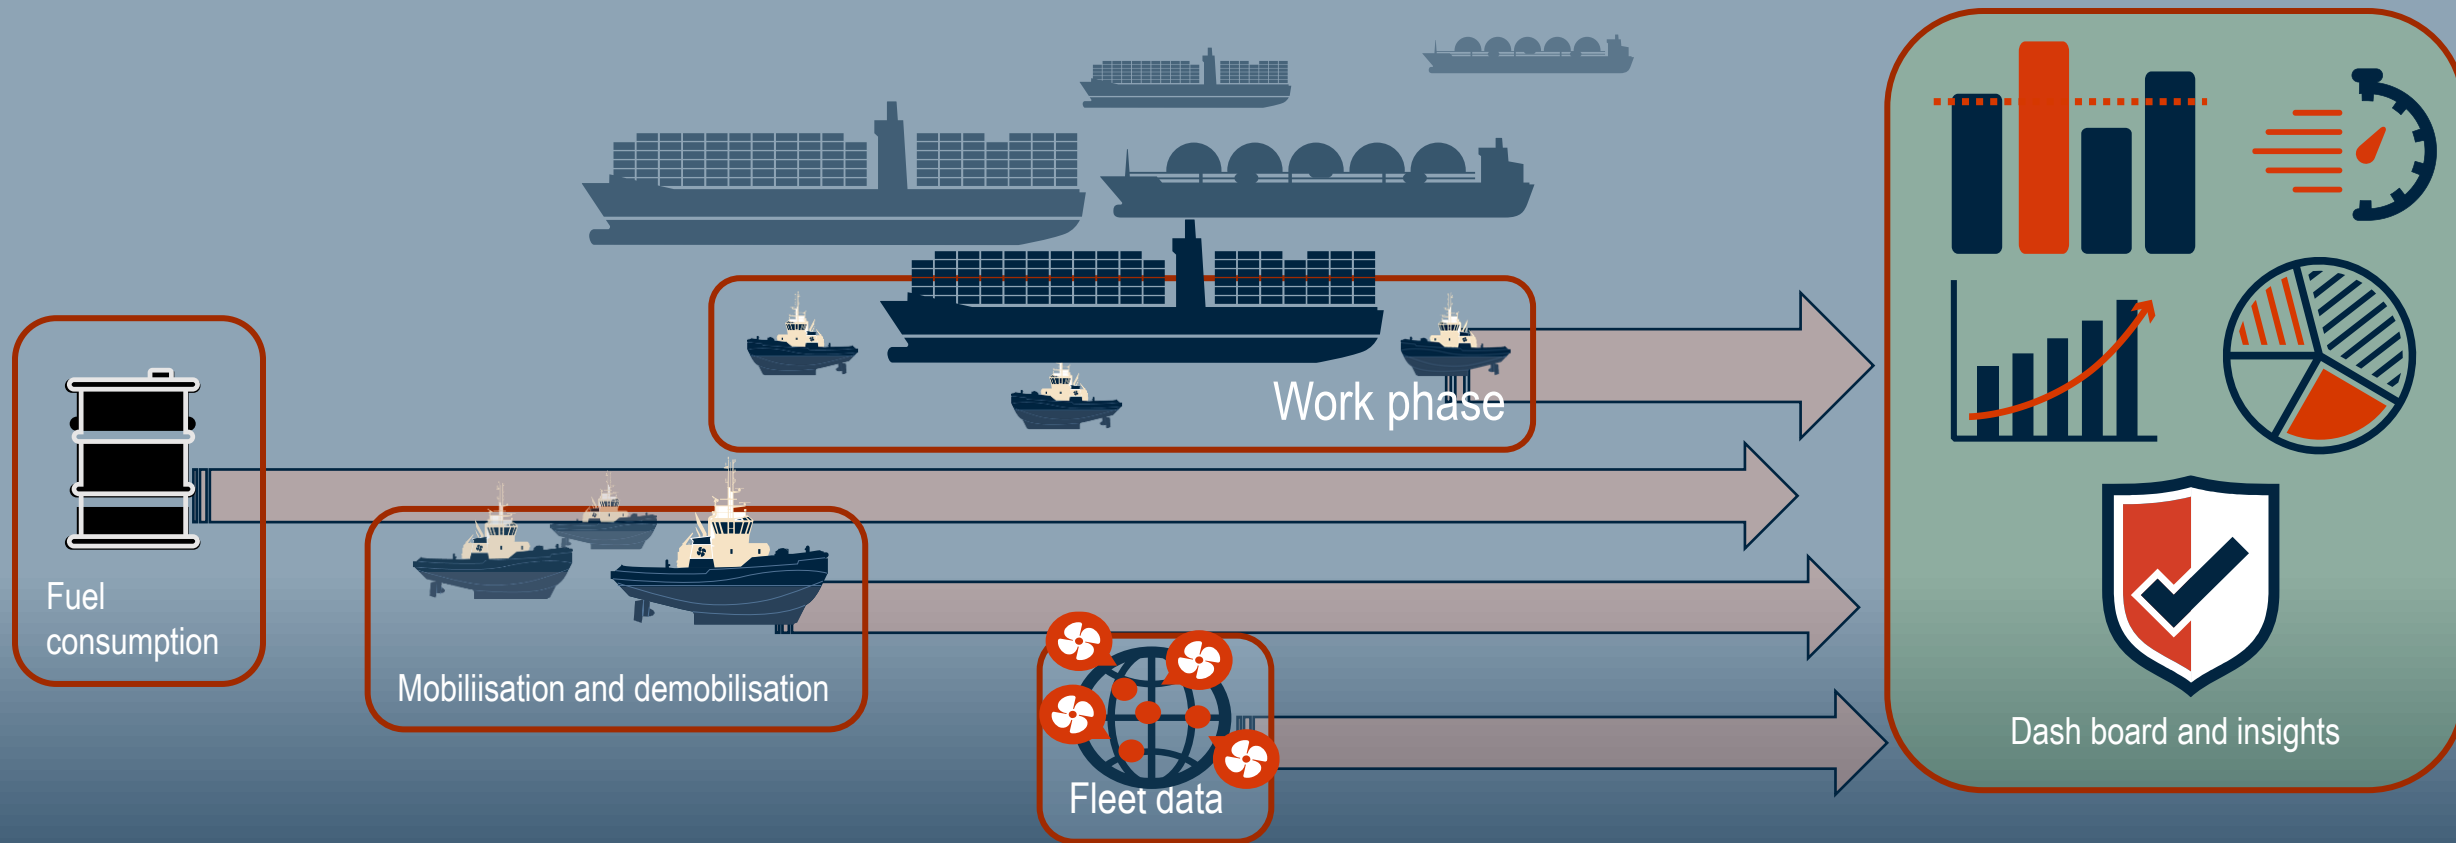 Work phase
Fuel
consumption
Mobiliisation and demobilisation
Fleet data
Dash board and insights